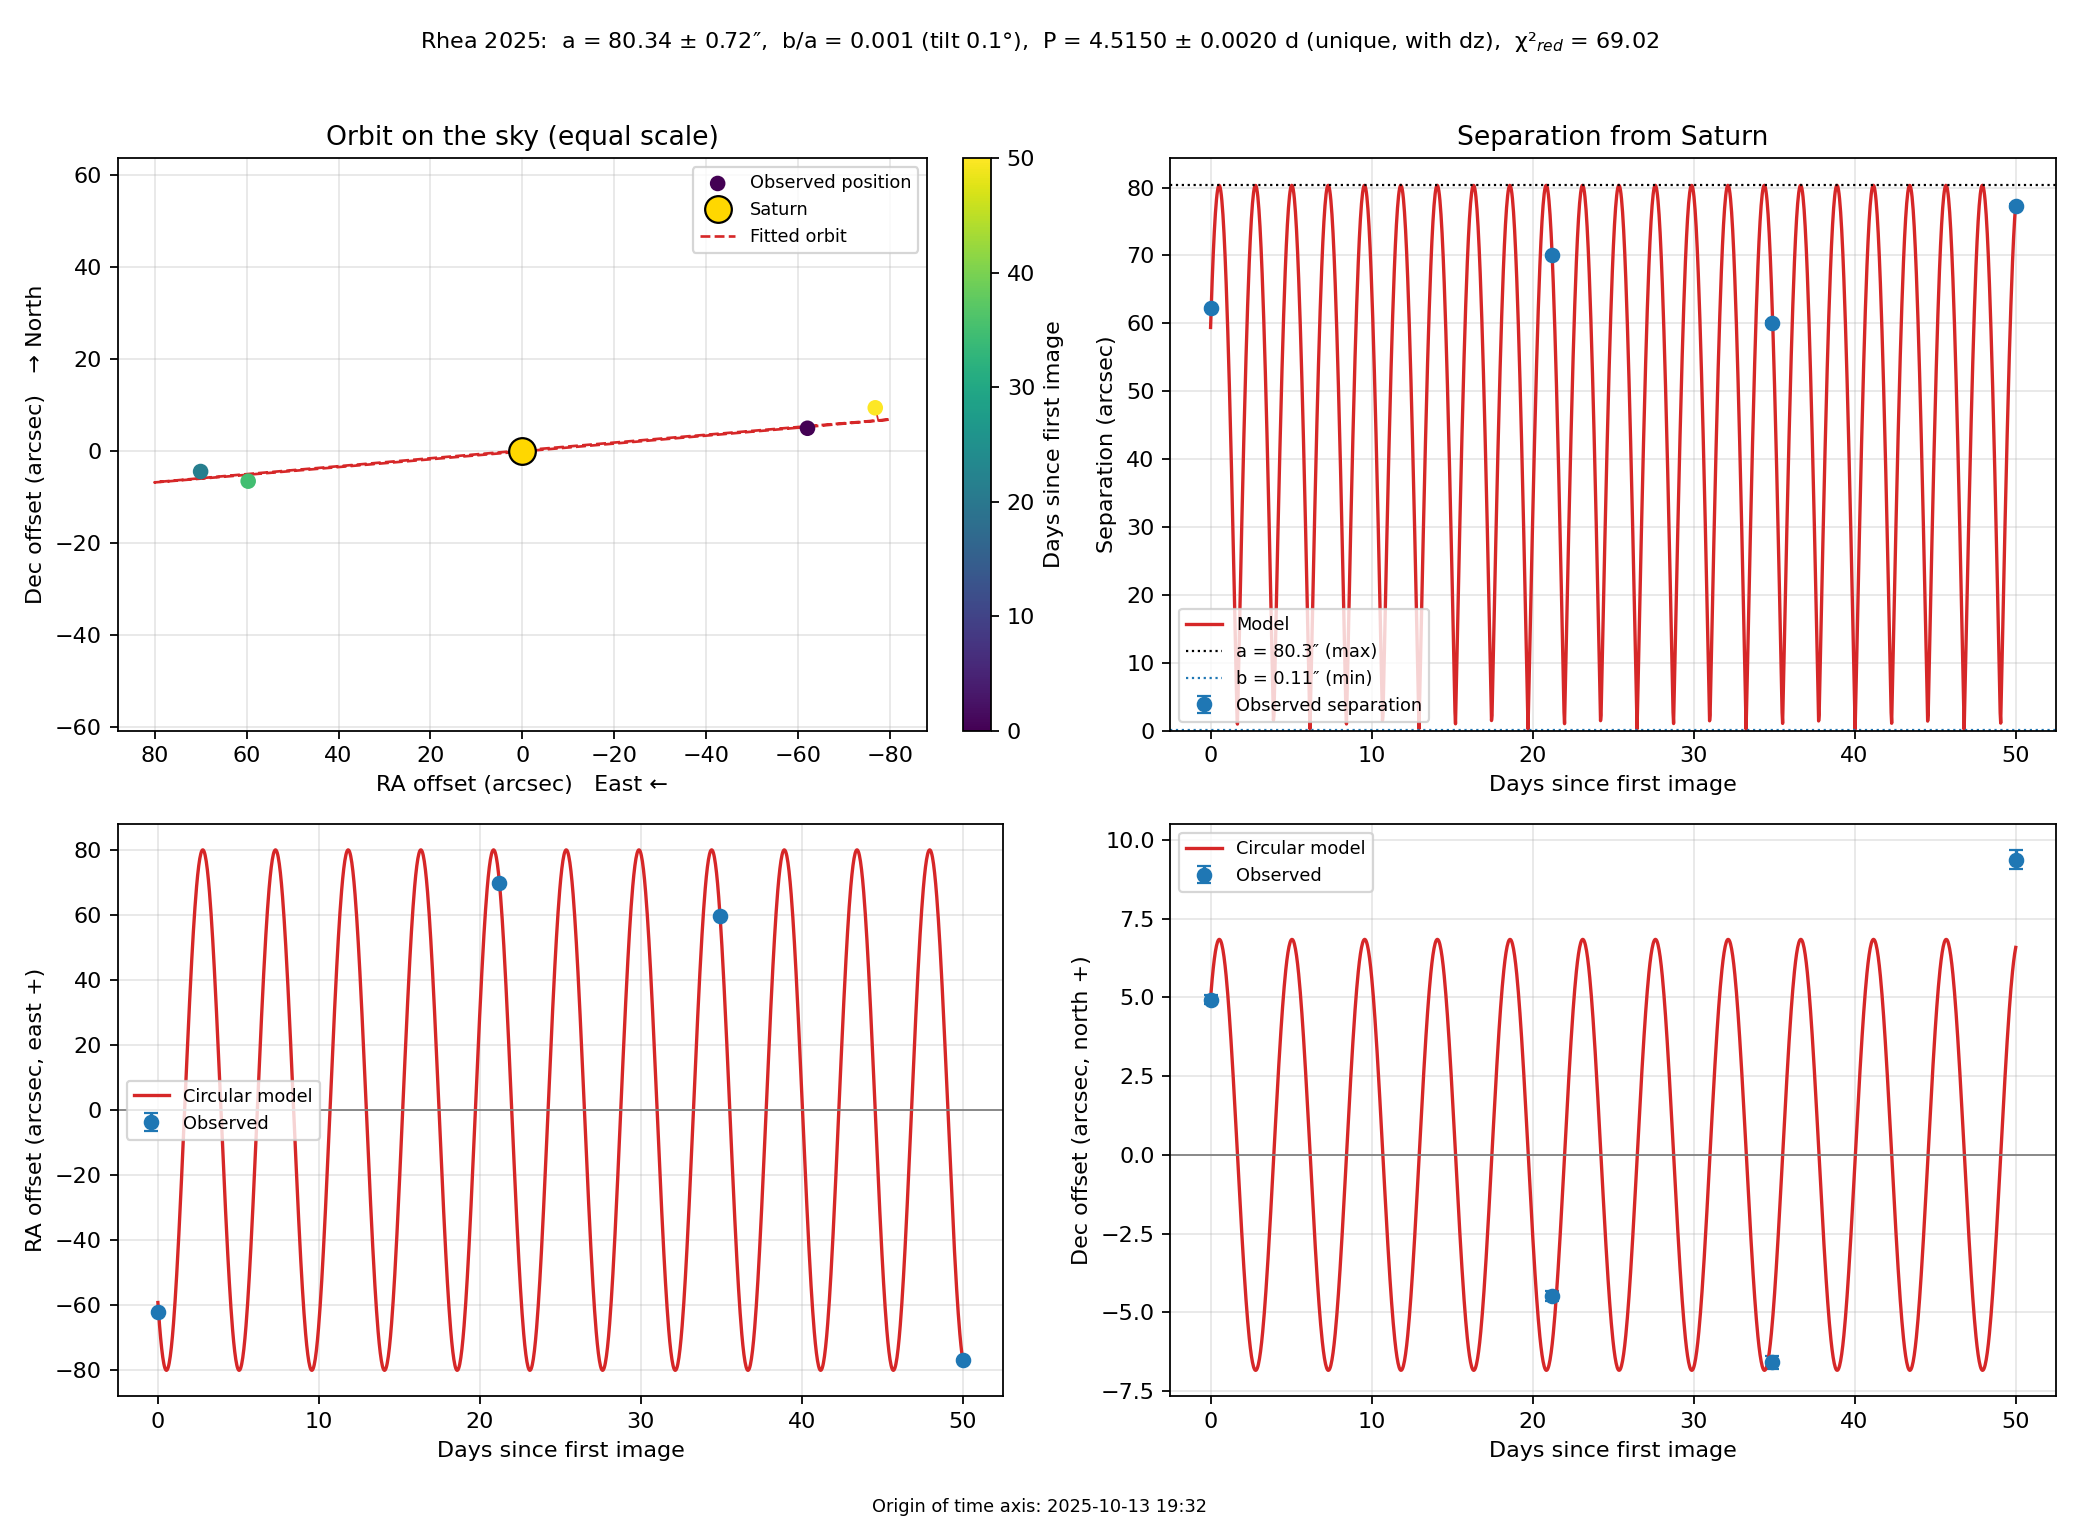 Rhea 2025:  a = 80.34 ± 0.72″,  b/a = 0.001 (tilt 0.1°),  P = 4.5150 ± 0.0020 d (unique, with dz),  χ²red = 69.02
Orbit on the sky (equal scale)
Observed position
Saturn
Fitted orbit
60
40
20
0
−20
−40
−60
Dec offset (arcsec)   → North
80
60
40
20
0
−20
−40
−60
−80
RA offset (arcsec)   East ←
50
40
30
20
10
0
Days since first image
Separation from Saturn
80
70
60
50
40
30
20
10
0
Separation (arcsec)
Model
a = 80.3″ (max)
b = 0.11″ (min)
Observed separation
0
10
20
30
40
50
Days since first image
80
60
40
20
0
−20
−40
−60
−80
RA offset (arcsec, east +)
Circular model
Observed
0
10
20
30
40
50
Days since first image
10.0
7.5
5.0
2.5
0.0
−2.5
−5.0
−7.5
Dec offset (arcsec, north +)
Circular model
Observed
0
10
20
30
40
50
Days since first image
Origin of time axis: 2025-10-13 19:32